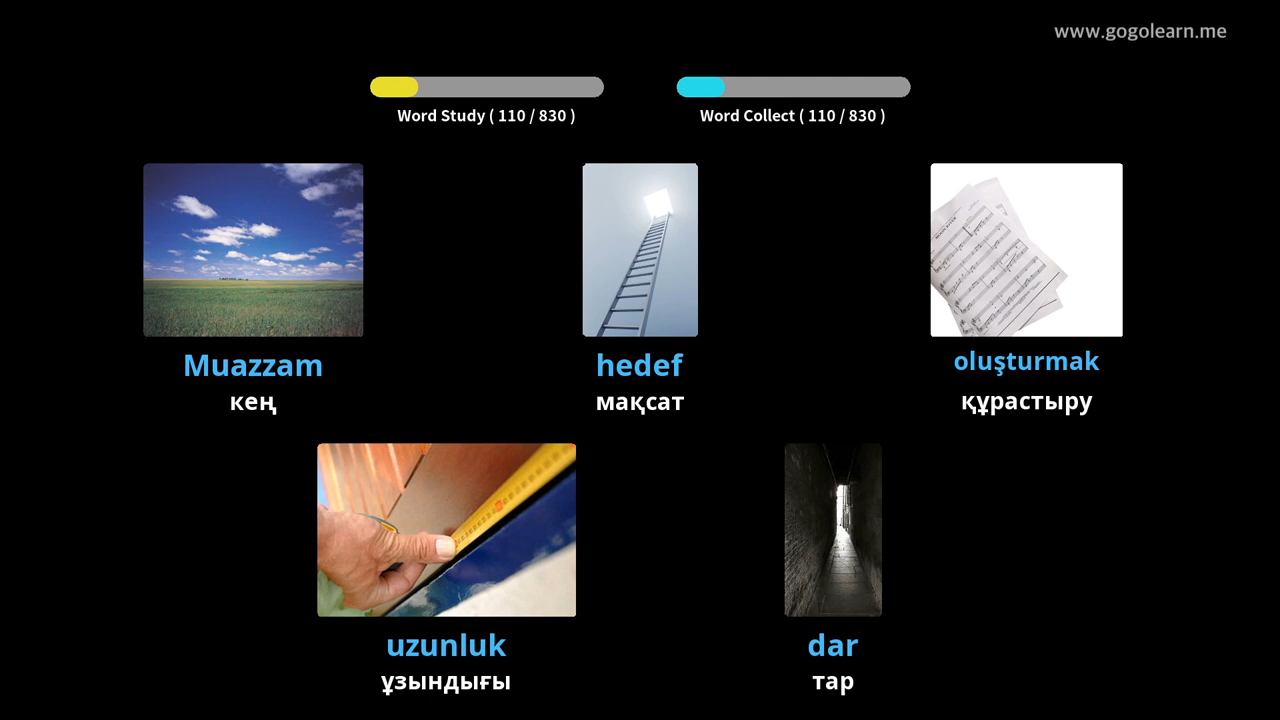 www.gogolearn.me
Word Study ( 110 / 830 )
Word Collect ( 110 / 830 )
Muazzam
кең
hedef
мақсат
oluşturmak
құрастыру
uzunluk
ұзындығы
dar
тар